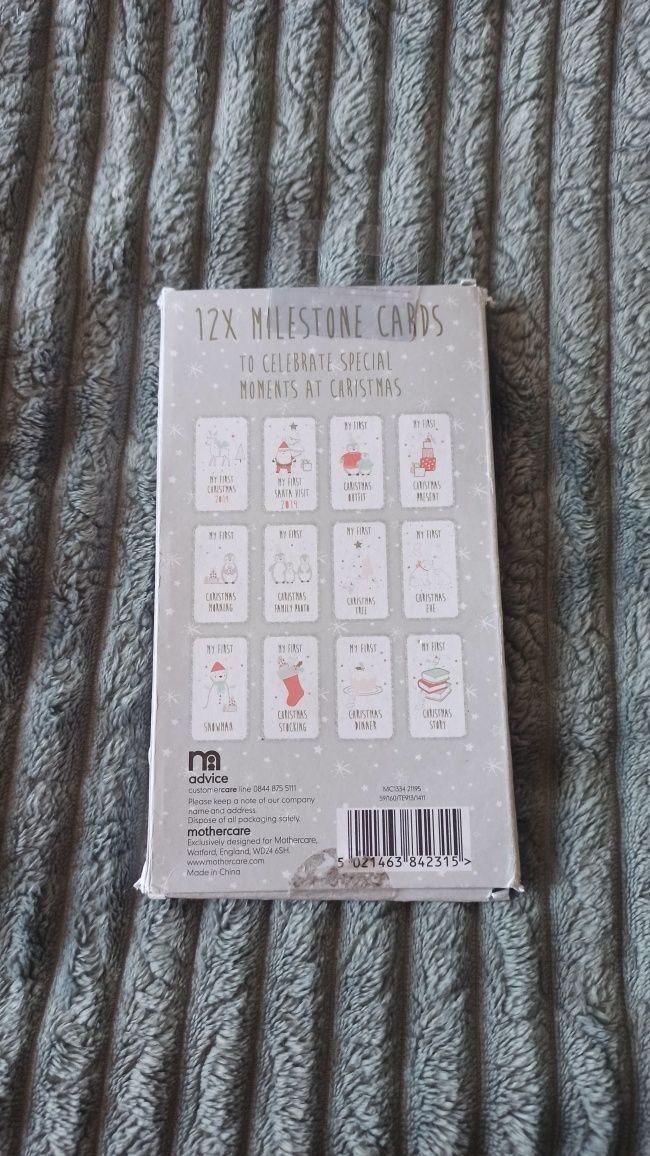 12X MILESTONE CARDS
TO CELEBRATE SPECIAL
MOMENTS AT CHRISTMAS
MY FIRST
CHRISTMAS
2019
MY FIRST
SANTA VISIT
2019
MY FIRST
CHRISTMAS
OUTFIT
MY FIRST
CHRISTMAS
PRESENT
MY FIRST
CHRISTMAS
MORNING
MY FIRST
CHRISTMAS
FAMILY PHOTO
MY FIRST
CHRISTMAS
TREE
MY FIRST
CHRISTMAS
EVE
MY FIRST
SNOWMAN
MY FIRST
CHRISTMAS
STOCKING
MY FIRST
CHRISTMAS
DINNER
MY FIRST
CHRISTMAS
STORY
m
advice
customercare line 0844 875 5111
Please keep a note of our company
name and address.
Dispose of all packaging safely.
mothercare
Exclusively designed for Mothercare,
Watford, England, WD24 6SH.
www.mothercare.com
Made in China
MC1334 21195
59160/TE913/1411
5 021463 842315 >